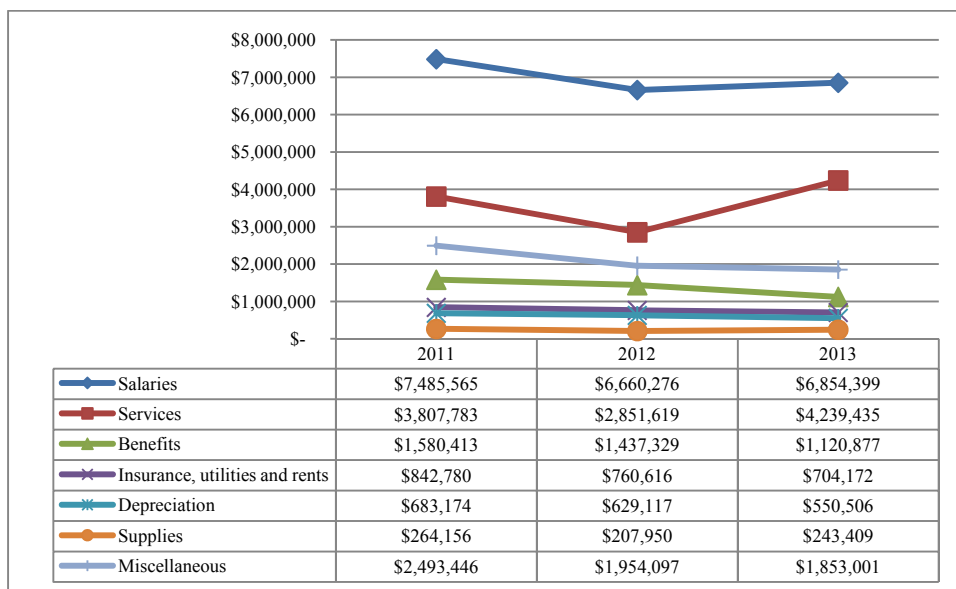 $8,000,000
$7,000,000
$6,000,000
$5,000,000
$4,000,000
$3,000,000
$2,000,000
$1,000,000
$-
2011 2012 2013
Salaries $7,485,565 $6,660,276 $6,854,399
Services $3,807,783 $2,851,619 $4,239,435
Benefits $1,580,413 $1,437,329 $1,120,877
Insurance, utilities and rents $842,780 $760,616 $704,172
Depreciation $683,174 $629,117 $550,506
Supplies $264,156 $207,950 $243,409
Miscellaneous $2,493,446 $1,954,097 $1,853,001